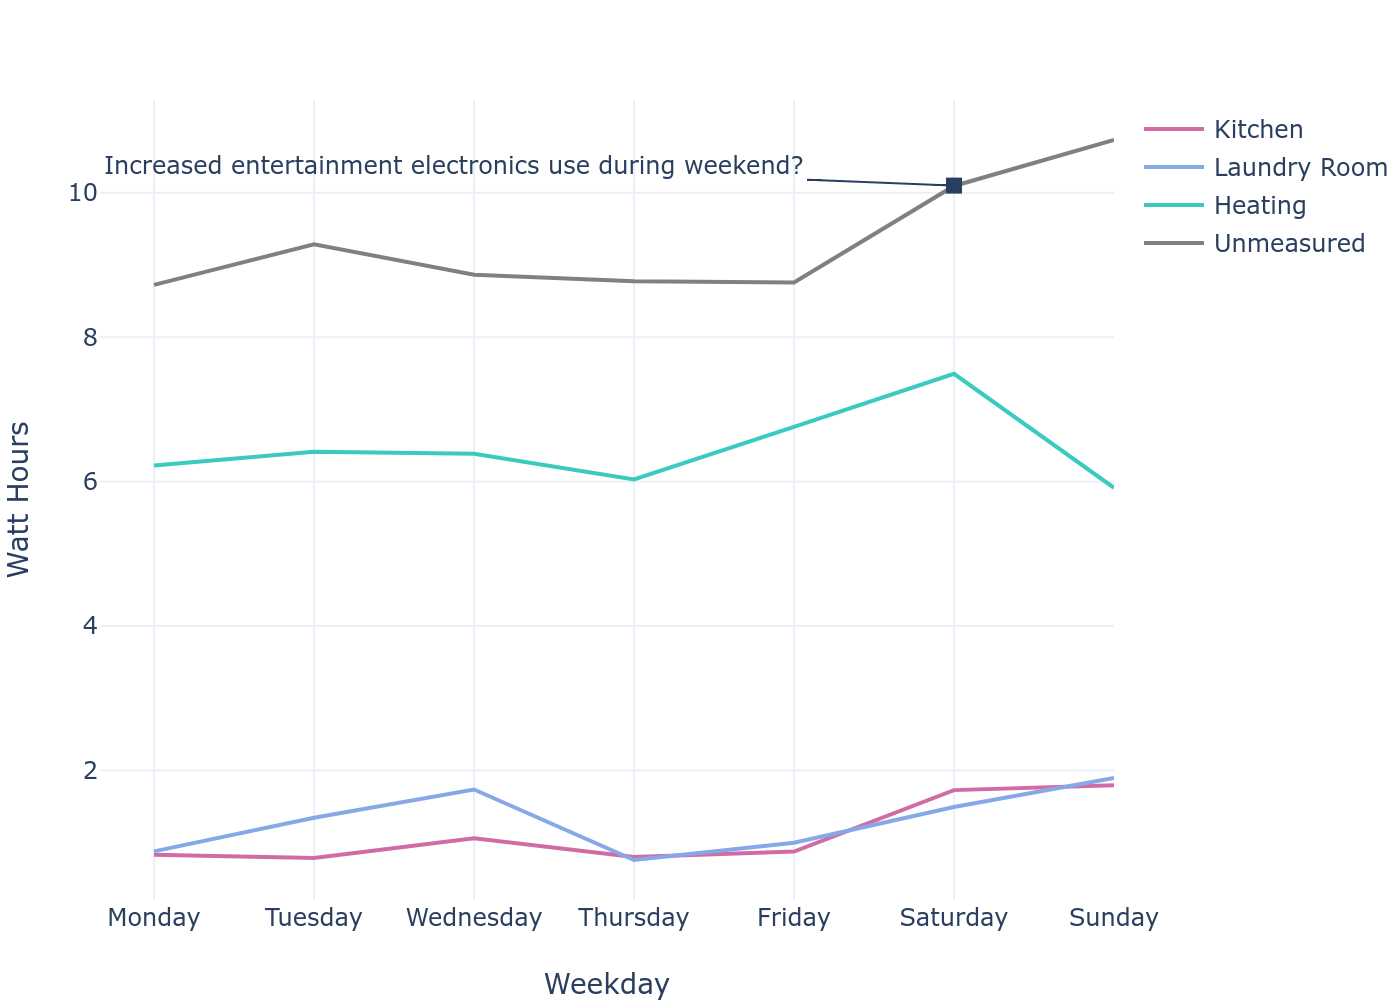 Increased entertainment electronics use during weekend?
Kitchen
Laundry Room
Heating
Unmeasured
10
8
6
4
2
Watt Hours
Monday Tuesday Wednesday Thursday Friday Saturday Sunday
Weekday